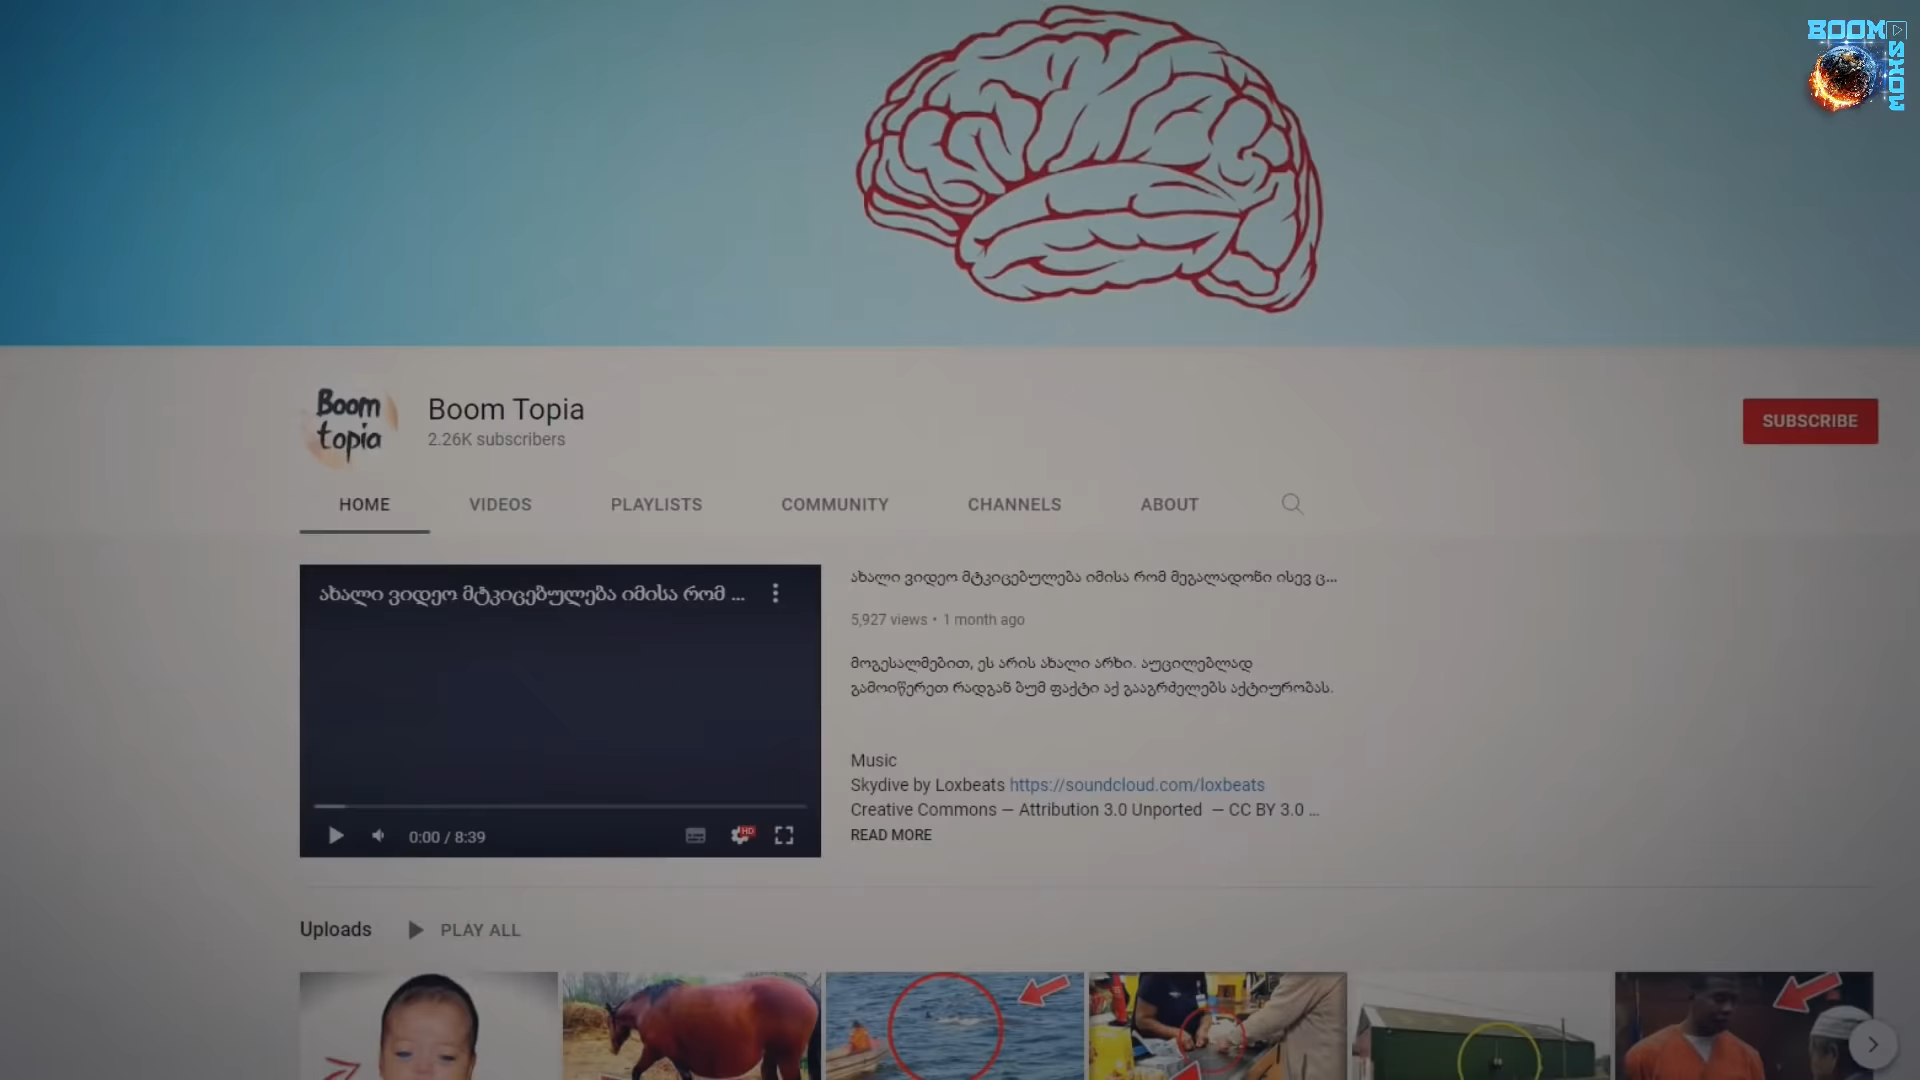 BOOM
SHOW
Boom
topia
Boom Topia
2.26K subscribers
SUBSCRIBE
HOME VIDEOS PLAYLISTS COMMUNITY CHANNELS ABOUT
ახალი ვიდეო მტკიცებულება იმისა რომ ...
0:00 / 8:39
HD
ახალი ვიდეო მტკიცებულება იმისა რომ მეგალადონი ისევ ც...
5,927 views • 1 month ago
მოგესალმებით, ეს არის ახალი არხი. აუცილებლად
გამოიწერეთ რადგან ბუმ ფაქტი აქ გააგრძელებს აქტიურობას.
Music
Skydive by Loxbeats https://soundcloud.com/loxbeats
Creative Commons — Attribution 3.0 Unported — CC BY 3.0 ...
READ MORE
Uploads PLAY ALL